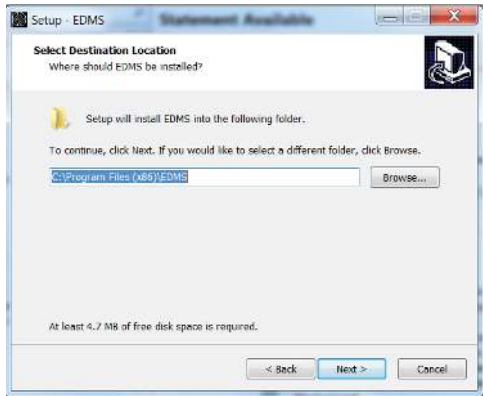 Setup - EDMS
Statement Available
Select Destination Location
Where should EDMS be installed?
Setup will install EDMS into the following folder.
To continue, click Next. If you would like to select a different folder, click Browse.
C:\Program Files (x86)\EDMS
Browse...
At least 4.7 MB of free disk space is required.
< Back
Next >
Cancel